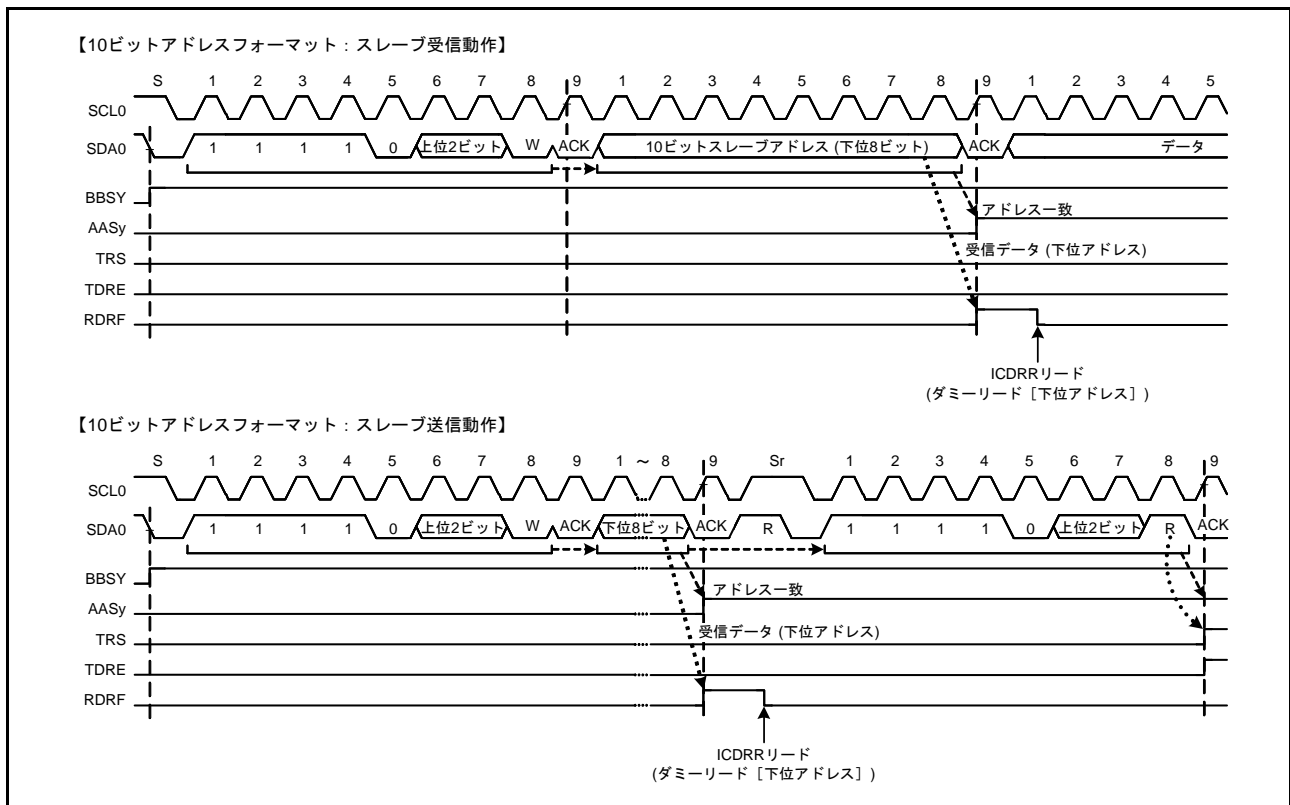 【10ビットアドレスフォーマット：スレーブ受信動作】
S 1 2 3 4 5 6 7 8 9 1 2 3 4 5 6 7 8 9 1 2 3 4 5
SCL0
SDA0 1 1 1 1 0 上位2ビット W ACK 10ビットスレーブアドレス (下位8ビット) ACK データ
BBSY
アドレス一致
AASy
受信データ (下位アドレス)
TRS
TDRE
RDRF
ICDRRリード
(ダミーリード［下位アドレス］)
【10ビットアドレスフォーマット：スレーブ送信動作】
S 1 2 3 4 5 6 7 8 9 1 ～ 8 9 Sr 1 2 3 4 5 6 7 8 9
SCL0
SDA0 1 1 1 1 0 上位2ビット W ACK 下位8ビット ACK R 1 1 1 1 0 上位2ビット R ACK
BBSY
アドレス一致
AASy
受信データ (下位アドレス)
TRS
TDRE
RDRF
ICDRRリード
(ダミーリード［下位アドレス］)